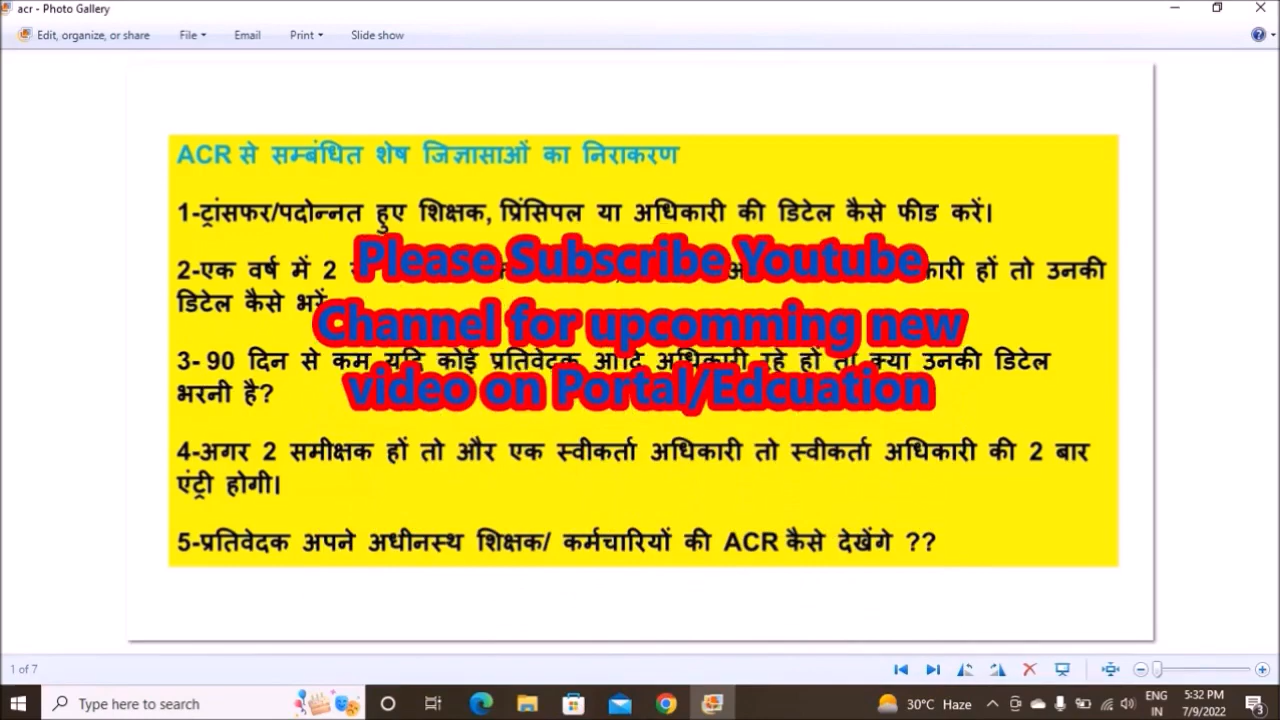 acr - Photo Gallery
Edit, organize, or share File Email Print Slide show
ACR से सम्बंधित शेष जिज्ञासाओं का निराकरण
1-ट्रांसफर/पदोन्नत हुए शिक्षक, प्रिंसिपल या अधिकारी की डिटेल कैसे फीड करें।
Please Subscribe Youtube
2-एक वर्ष में 2 हों तो उनकी
डिटेल कैसे भरें
Channel for upcomming new
3- 90 दिन से कम यदि कोई प्रतिवेदक आदि अधिकारी रहे हों तो क्या उनकी डिटेल
भरनी है?
video on Portal/Edcuation
4-अगर 2 समीक्षक हों तो और एक स्वीकर्ता अधिकारी तो स्वीकर्ता अधिकारी की 2 बार
एंट्री होगी।
5-प्रतिवेदक अपने अधीनस्थ शिक्षक/ कर्मचारियों की ACR कैसे देखेंगे ??
1 of 7
Type here to search
30°C Haze
ENG
IN
5:32 PM
7/9/2022
3